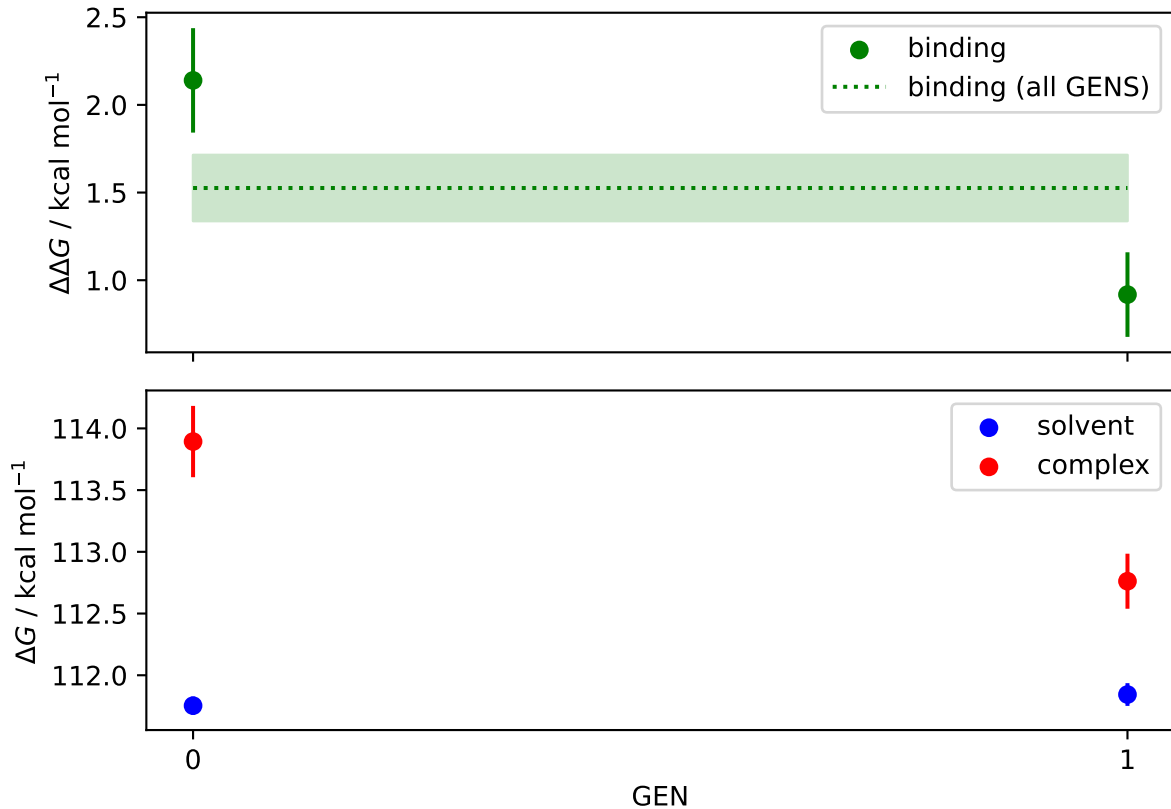 2.5
2.0
1.5
1.0
ΔΔG / kcal mol⁻¹
binding
binding (all GENS)
114.0
113.5
113.0
112.5
112.0
ΔG / kcal mol⁻¹
solvent
complex
0
1
GEN